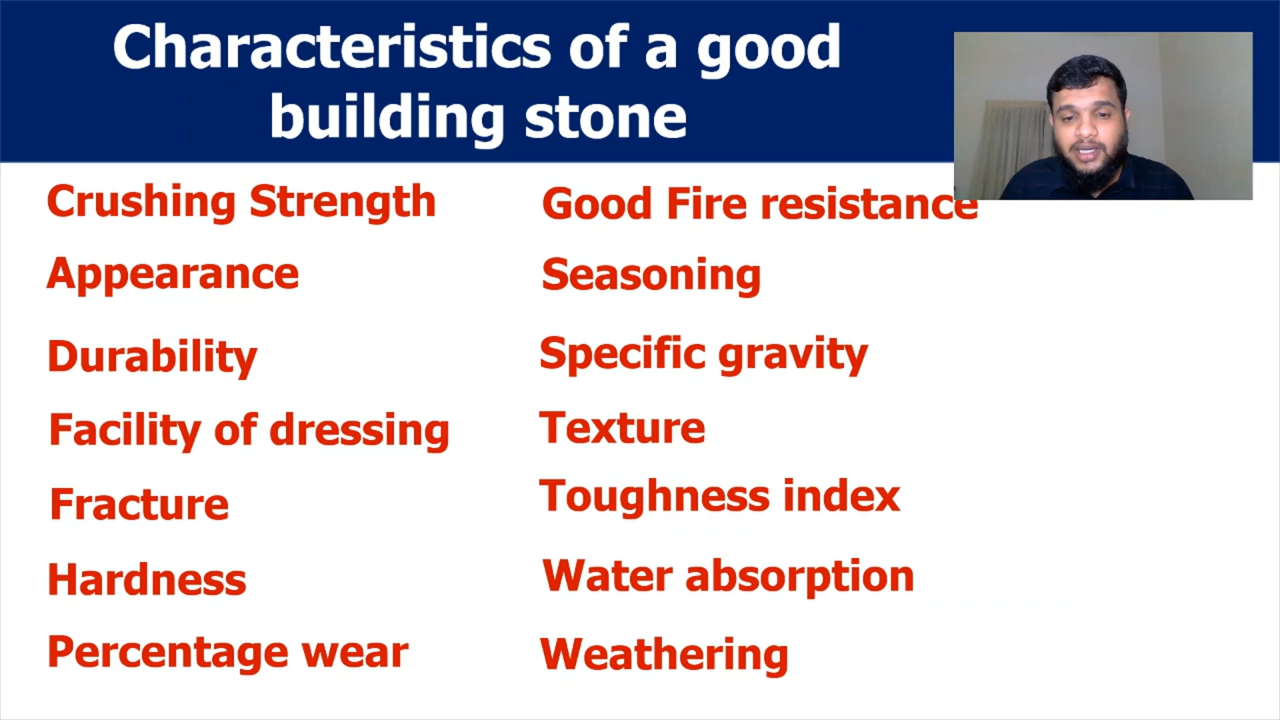 Characteristics of a good
building stone
Crushing Strength
Appearance
Durability
Facility of dressing
Fracture
Hardness
Percentage wear
Good Fire resistance
Seasoning
Specific gravity
Texture
Toughness index
Water absorption
Weathering